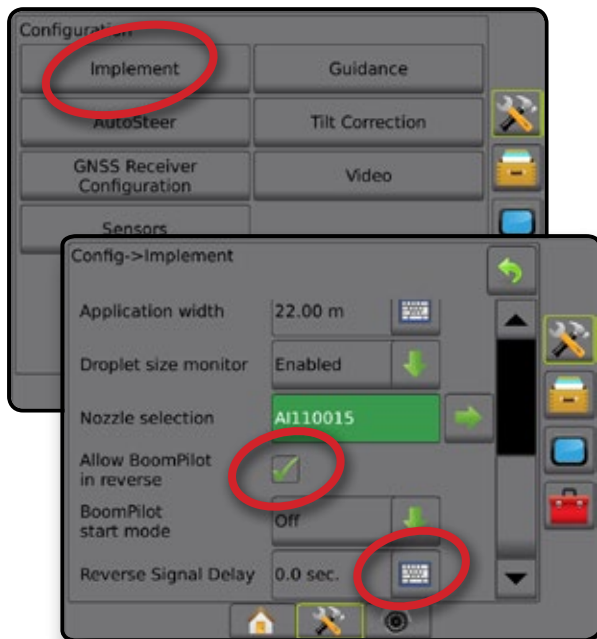 Configuration
Implement
Guidance
AutoSteer
Tilt Correction
GNSS Receiver
Configuration
Video
Sensors
Config->Implement
Application width
22.00 m
Droplet size monitor
Enabled
Nozzle selection
AI110015
Allow BoomPilot
in reverse
BoomPilot
start mode
Off
Reverse Signal Delay
0.0 sec.